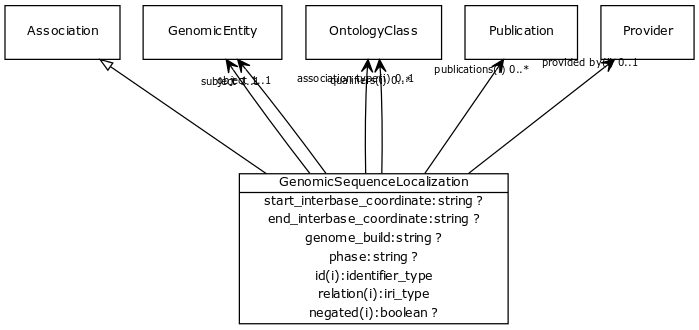 Association
GenomicEntity
OntologyClass
Publication
Provider
subject 1..1
object 1..1
association type(i) 0..1
qualifiers(i) 0..*
publications(i) 0..*
provided by(i) 0..1
GenomicSequenceLocalization
start_interbase_coordinate:string ?
end_interbase_coordinate:string ?
genome_build:string ?
phase:string ?
id(i):identifier_type
relation(i):iri_type
negated(i):boolean ?